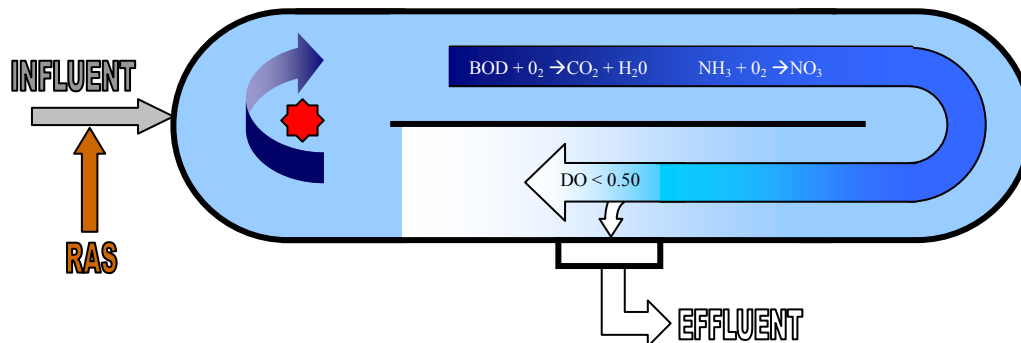 INFLUENT
BOD + 0₂ → CO₂ + H₂0 NH₃ + 0₂ → NO₃
DO < 0.50
RAS
EFFLUENT